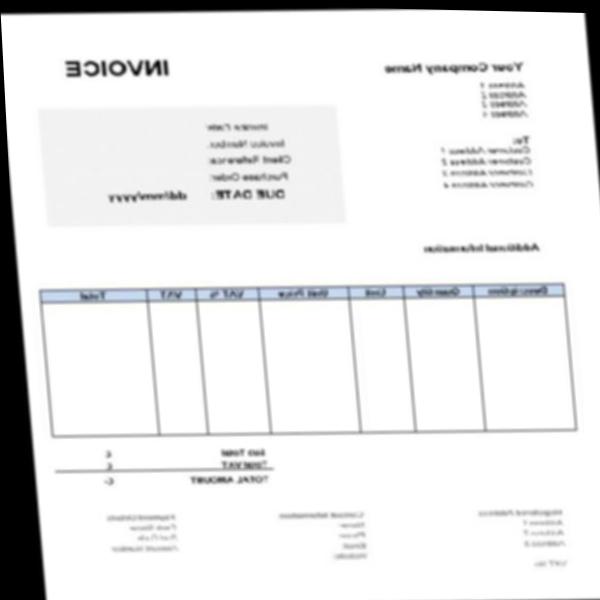 Your Company Name
INVOICE
Address 1
Address 2
Address 3
Address 4
Invoice Date:
Invoice Number:
Client Reference:
Purchase Order:
DUE DATE: dd/mm/yyyy
To:
Customer Address 1
Customer Address 2
Customer Address 3
Customer Address 4
Additional Information
Description Quantity Unit Unit Price VAT % VAT Total
Sub Total £
Total VAT £
TOTAL AMOUNT £-
Registered Address
Address 1
Address 2
Address 3
VAT No:
Contact Information
Name:
Phone:
Email:
Website:
Payment Details
Bank Name
Sort Code
Account Number